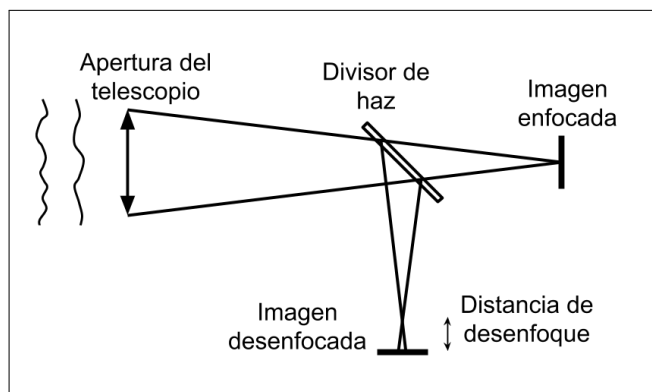 Apertura del
telescopio
Divisor de
haz
Imagen
enfocada
Imagen
desenfocada
Distancia de
desenfoque